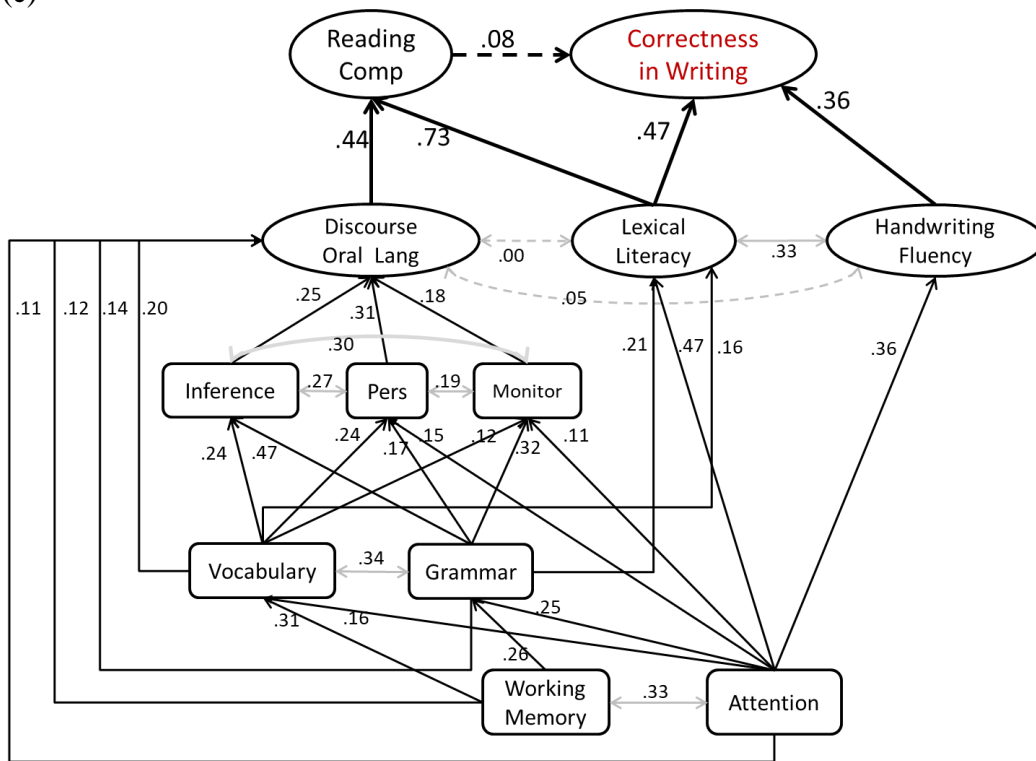 Reading
Comp
.08
Correctness
in Writing
.44
.73
.47
.36
Discourse
Oral Lang
.00
Lexical
Literacy
.33
Handwriting
Fluency
.05
.11
.12
.14
.20
.25
.31
.18
.30
.21
.47
.16
.36
Inference
.27
Pers
.19
Monitor
.24
.47
.24
.17
.15
.12
.32
.11
Vocabulary
.34
Grammar
.31
.16
.25
.26
Working
Memory
.33
Attention